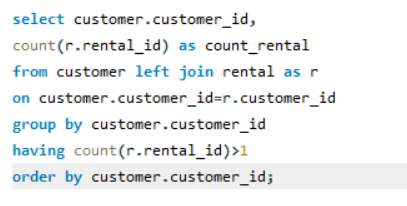 select customer.customer_id,
count(r.rental_id) as count_rental
from customer left join rental as r
on customer.customer_id=r.customer_id
group by customer.customer_id
having count(r.rental_id)>1
order by customer.customer_id;